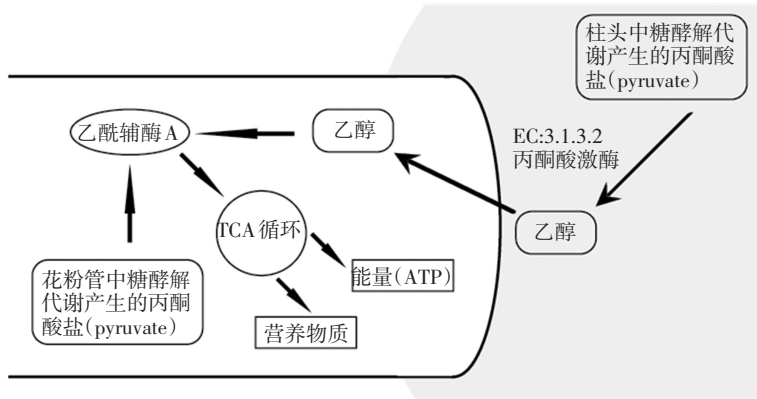 柱头中糖酵解代
谢产生的丙酮酸
盐(pyruvate)
乙酰辅酶A
乙醇
EC:3.1.3.2
丙酮酸激酶
TCA循环
乙醇
花粉管中糖酵解
代谢产生的丙酮
酸盐(pyruvate)
能量(ATP)
营养物质